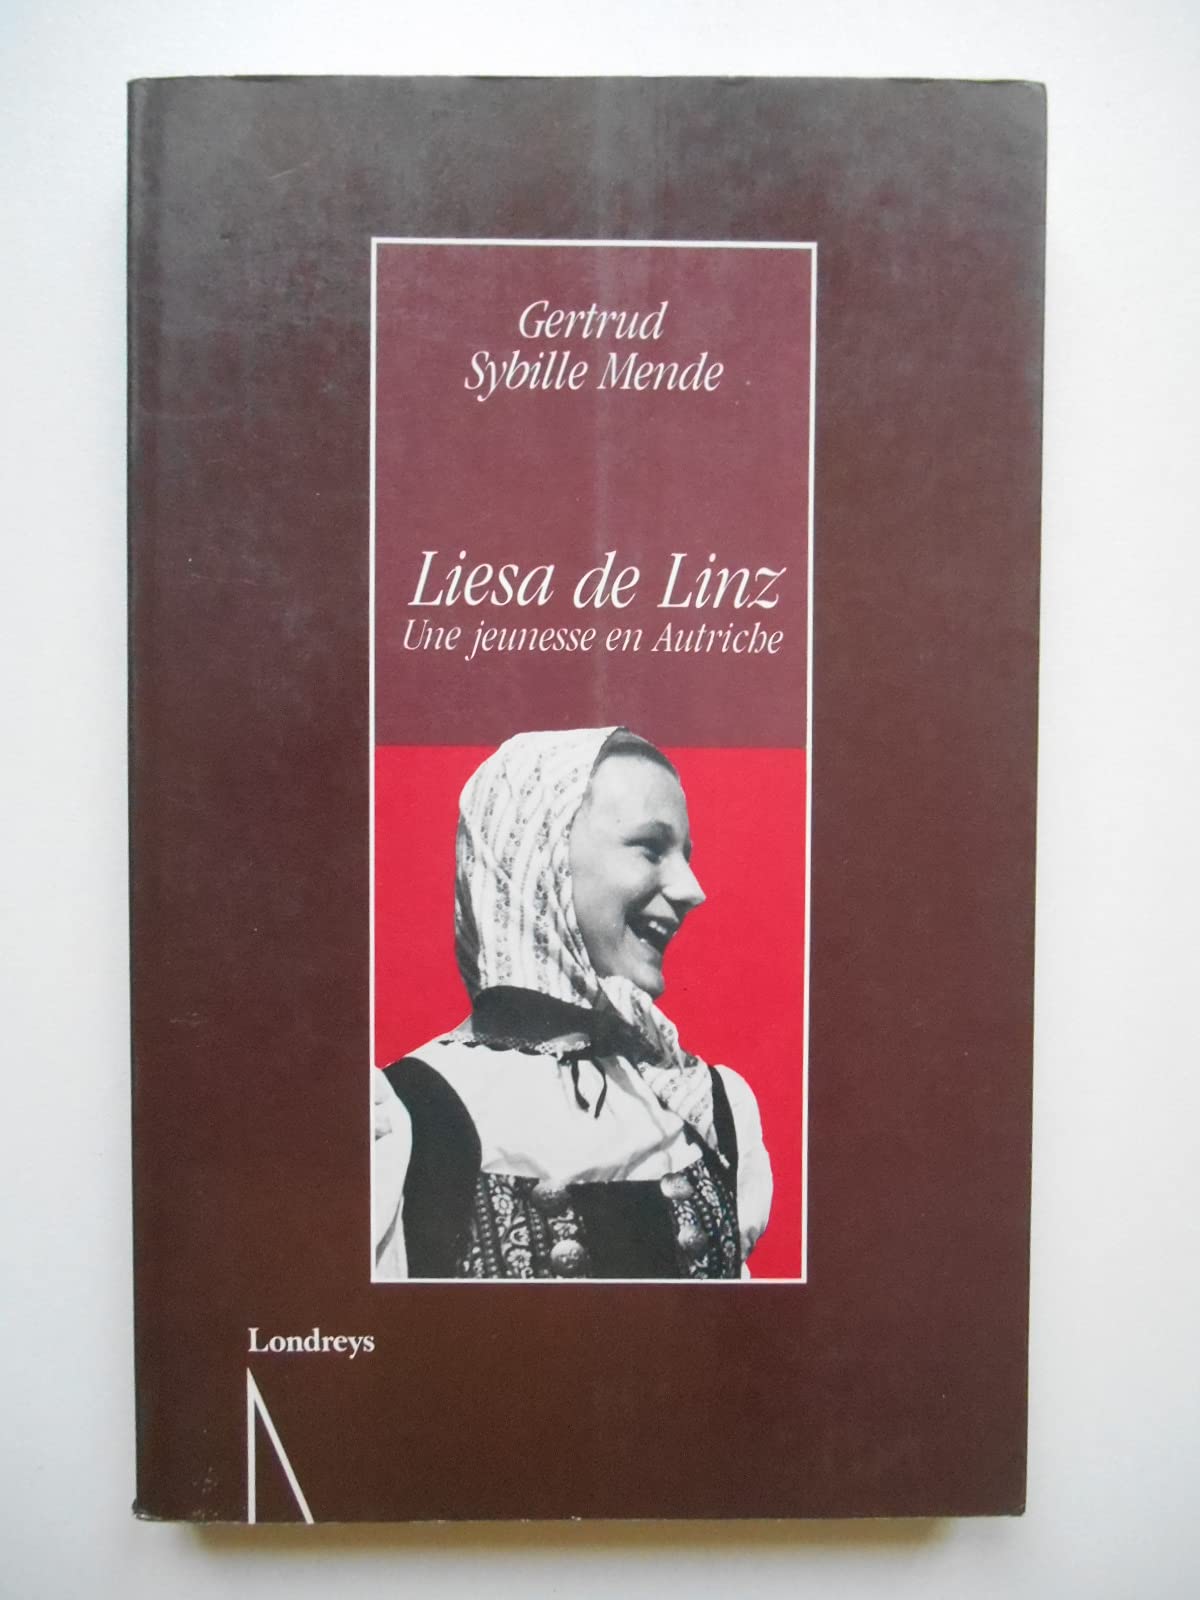 Gertrud
Sybille Mende
Liesa de Linz
Une jeunesse en Autriche
Londreys